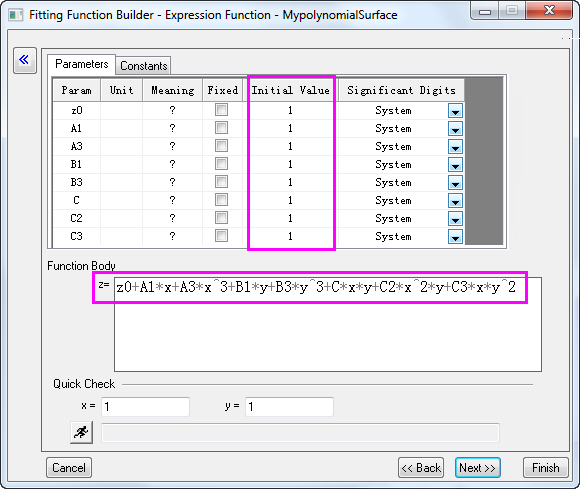 Fitting Function Builder - Expression Function - MypolynomialSurface
«
Parameters Constants
Param Unit Meaning Fixed Initial Value Significant Digits
z0 ? 1 System
A1 ? 1 System
A3 ? 1 System
B1 ? 1 System
B3 ? 1 System
C ? 1 System
C2 ? 1 System
C3 ? 1 System
Function Body
z= z0+A1*x+A3*x^3+B1*y+B3*y^3+C*x*y+C2*x^2*y+C3*x*y^2
Quick Check
x = 1 y = 1
Cancel << Back Next >> Finish